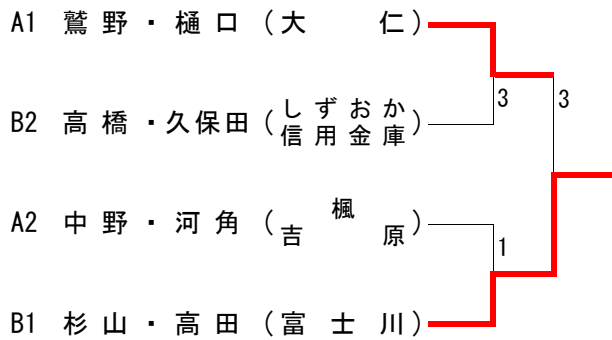 A1 鷲野・樋口(大仁)
3
3
B2 高橋・久保田(しずおか信用金庫)
A2 中野・河角(楓吉原)
1
B1 杉山・高田(富士川)